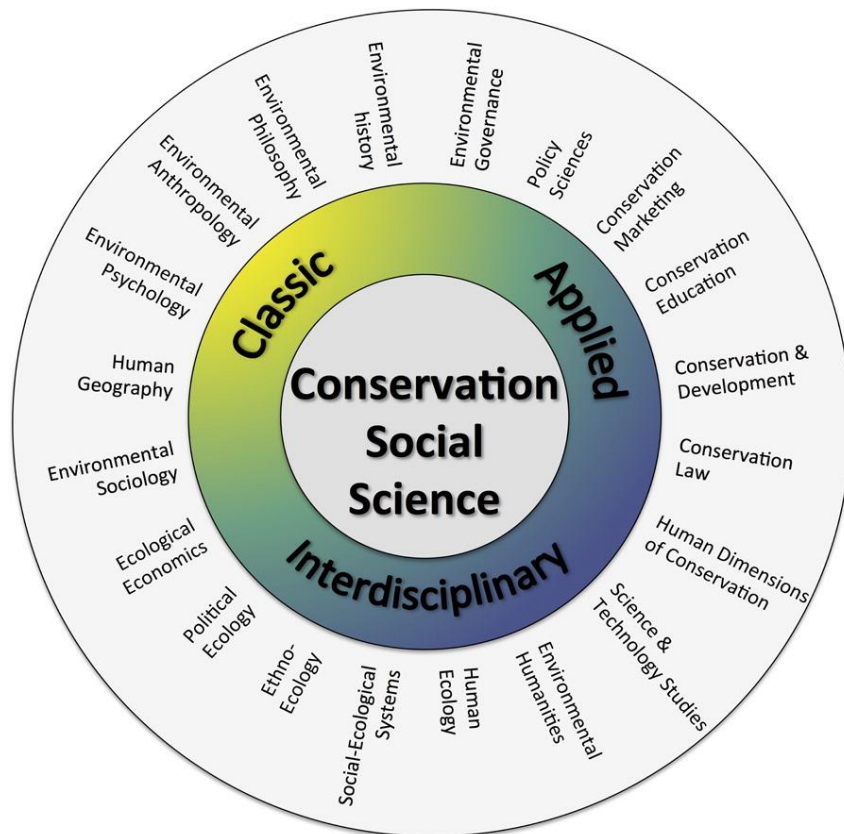 Conservation
Social
Science
Classic
Applied
Interdisciplinary
Environmental
history
Environmental
Governance
Policy
Sciences
Conservation
Marketing
Conservation
Education
Conservation &
Development
Conservation
Law
Human Dimensions
of Conservation
Science &
Technology Studies
Environmental
Humanities
Human
Ecology
Social-Ecological
Systems
Ethno-
Ecology
Political
Ecology
Ecological
Economics
Environmental
Sociology
Human
Geography
Environmental
Psychology
Environmental
Anthropology
Environmental
Philosophy